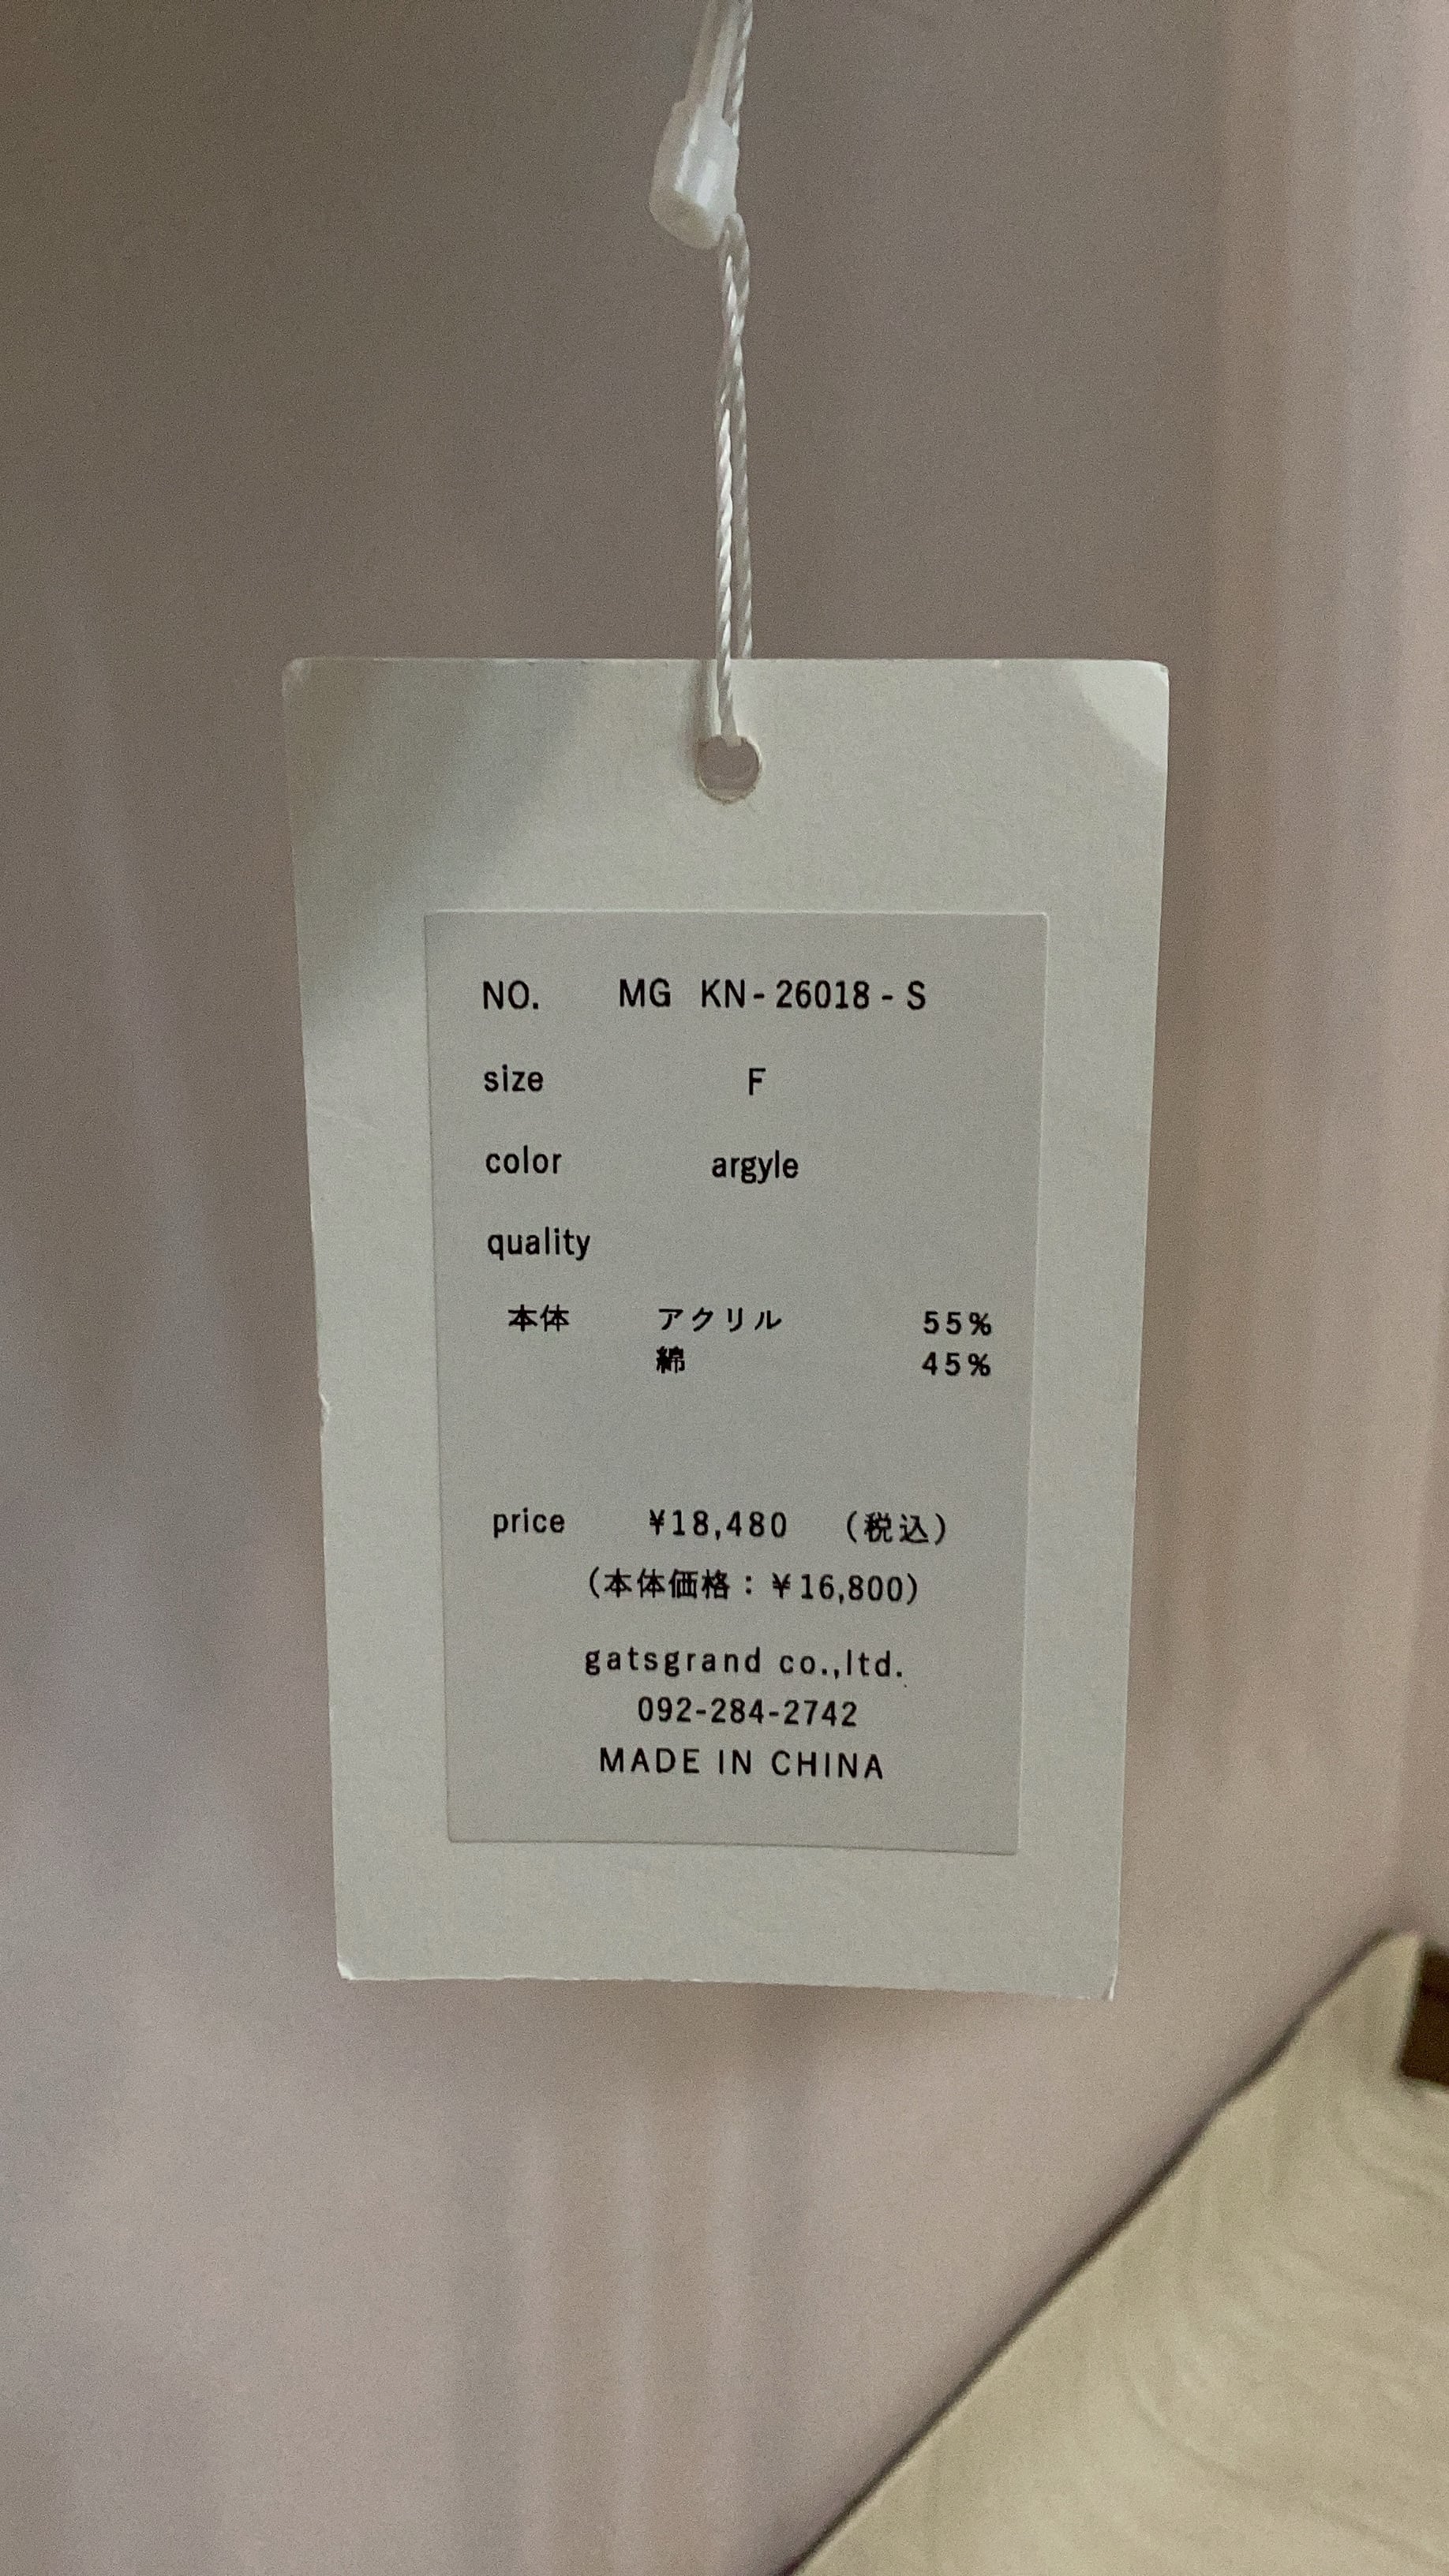 NO. MG KN-26018-S
size F
color argyle
quality
本体 アクリル 55%
綿 45%
price ¥18,480 (税込)
(本体価格:¥16,800)
gatsgrand co.,ltd.
092-284-2742
MADE IN CHINA